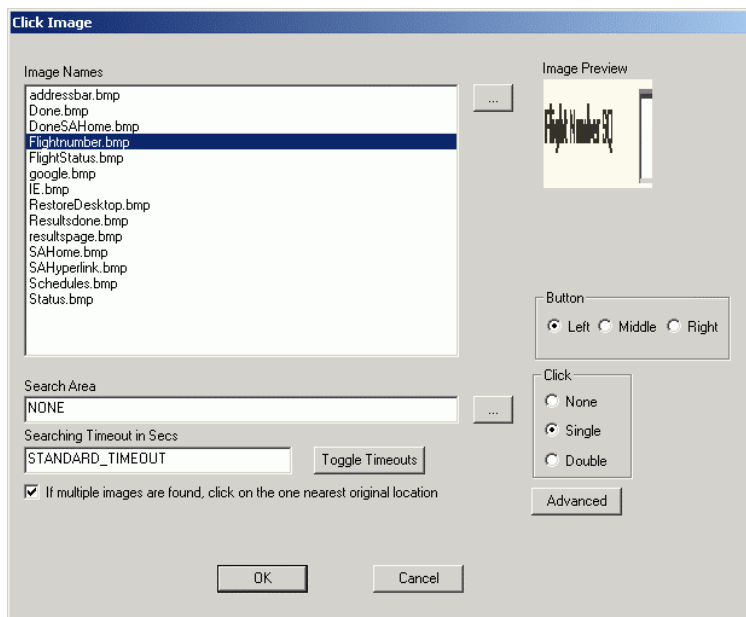 Click Image
Image Names
Image Preview
addressbar.bmp
Done.bmp
DoneSAHome.bmp
Flightnumber.bmp
FlightStatus.bmp
google.bmp
IE.bmp
RestoreDesktop.bmp
Resultsdone.bmp
resultspage.bmp
SAHome.bmp
SAHyperlink.bmp
Schedules.bmp
Status.bmp
...
Flight Number SQ
Button
Left Middle Right
Search Area
NONE
...
Click
None
Single
Double
Searching Timeout in Secs
STANDARD_TIMEOUT
Toggle Timeouts
If multiple images are found, click on the one nearest original location
Advanced
OK
Cancel